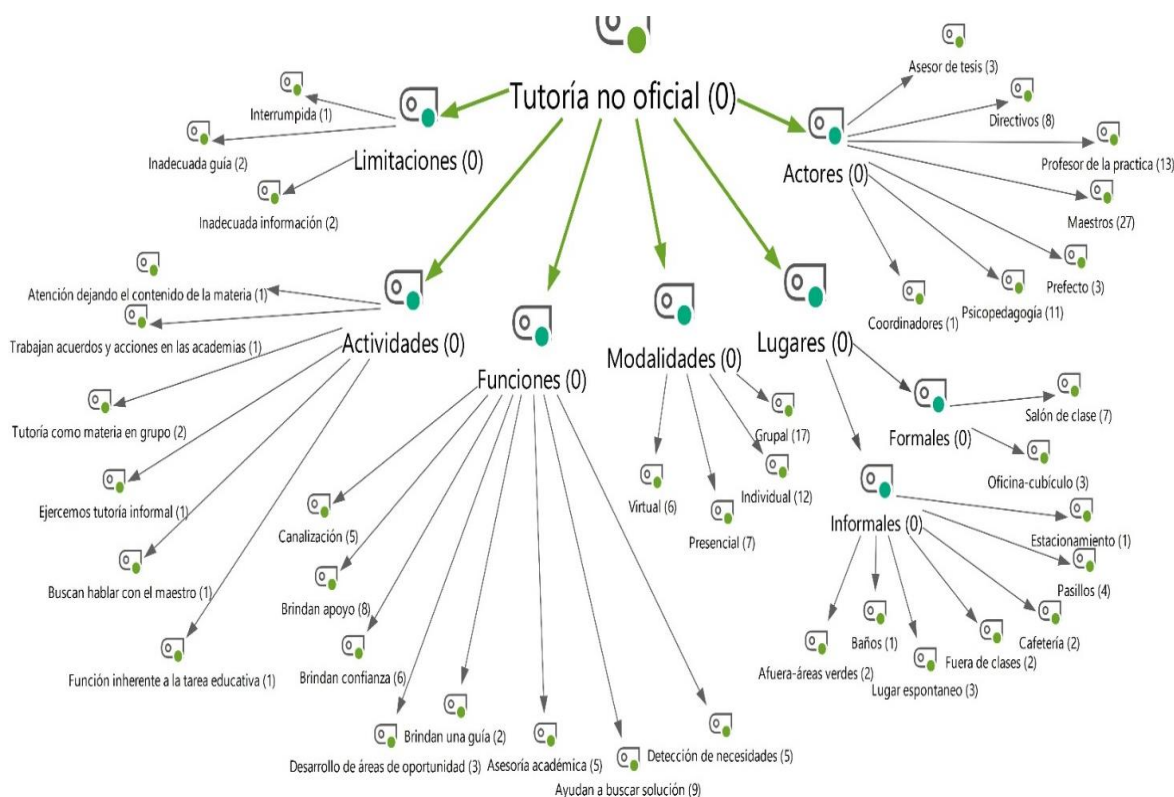 Tutoría no oficial (0)
Limitaciones (0)
Interrumpida (1)
Inadecuada guía (2)
Inadecuada información (2)
Actores (0)
Asesor de tesis (3)
Directivos (8)
Profesor de la practica (13)
Maestros (27)
Prefecto (3)
Psicopedagogía (11)
Coordinadores (1)
Actividades (0)
Atención dejando el contenido de la materia (1)
Trabajan acuerdos y acciones en las academias (1)
Tutoría como materia en grupo (2)
Ejercemos tutoría informal (1)
Buscan hablar con el maestro (1)
Función inherente a la tarea educativa (1)
Funciones (0)
Canalización (5)
Brindan apoyo (8)
Brindan confianza (6)
Desarrollo de áreas de oportunidad (3)
Brindan una guía (2)
Asesoría académica (5)
Ayudan a buscar solución (9)
Detección de necesidades (5)
Modalidades (0)
Virtual (6)
Presencial (7)
Individual (12)
Grupal (17)
Lugares (0)
Formales (0)
Salón de clase (7)
Oficina-cubículo (3)
Informales (0)
Estacionamiento (1)
Pasillos (4)
Cafetería (2)
Fuera de clases (2)
Lugar espontaneo (3)
Baños (1)
Afuera-áreas verdes (2)